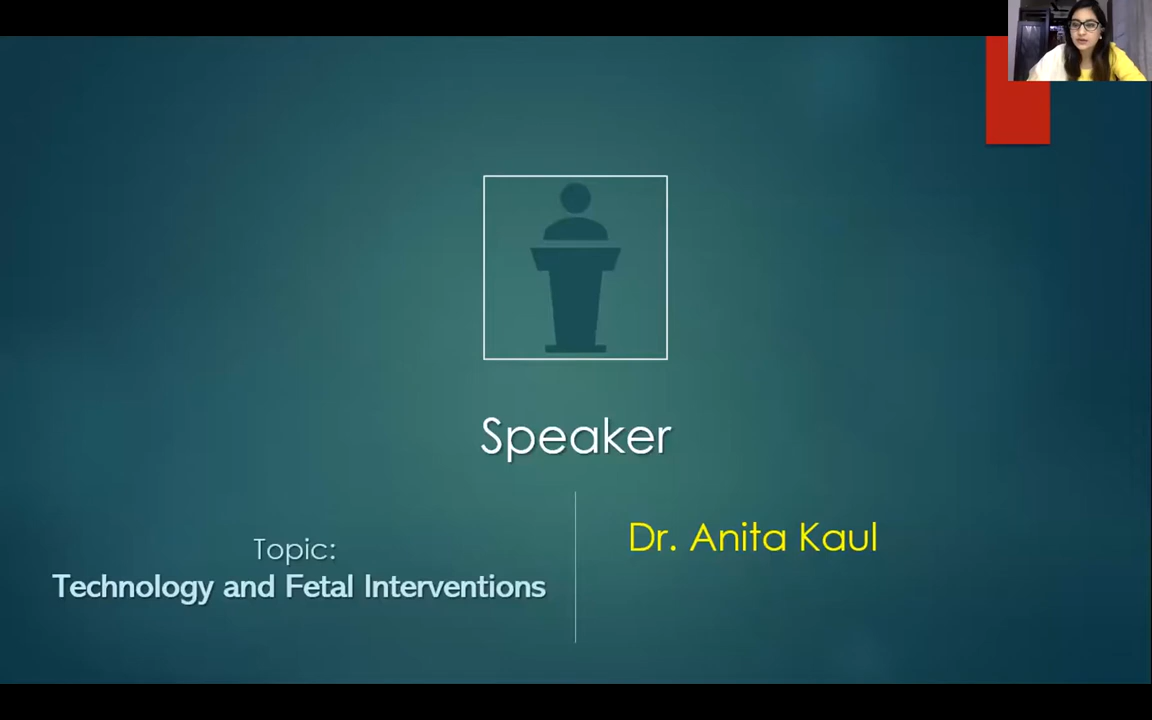 Speaker
Topic:
Technology and Fetal Interventions
Dr. Anita Kaul